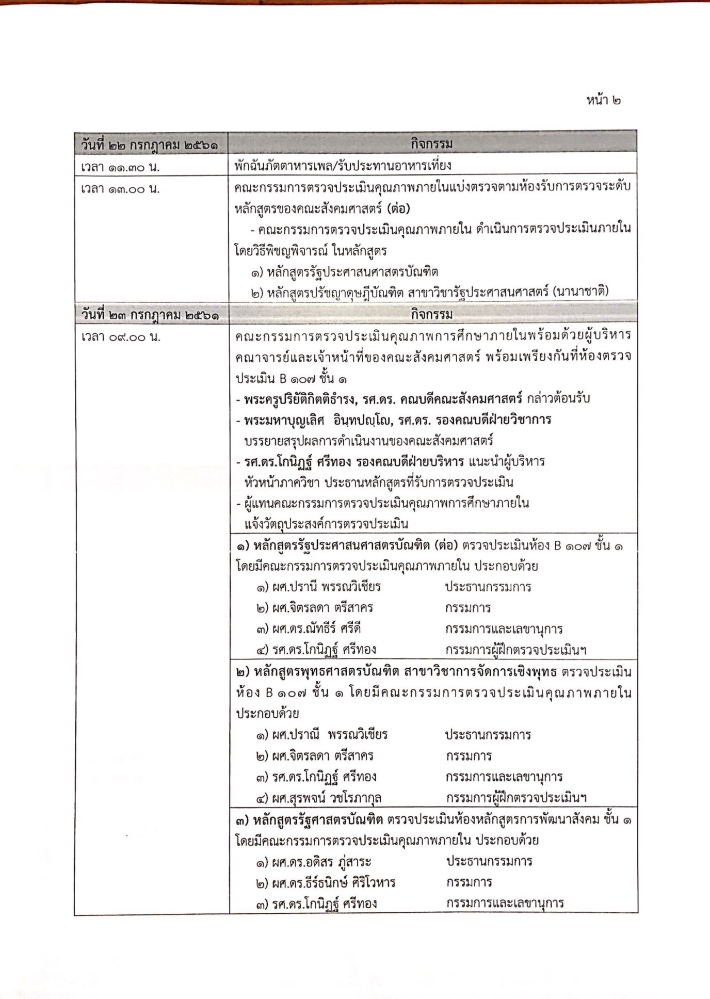 หน้า ๒
วันที่ ๒๒ กรกฎาคม ๒๕๖๑ กิจกรรม
เวลา ๑๑.๓๐ น. พักฉันภัตตาหารเพล/รับประทานอาหารเที่ยง
เวลา ๑๓.๐๐ น. คณะกรรมการตรวจประเมินคุณภาพภายในแบ่งตรวจตามห้องรับการตรวจระดับ
หลักสูตรของคณะสังคมศาสตร์ (ต่อ)
- คณะกรรมการตรวจประเมินคุณภาพภายใน ดำเนินการตรวจประเมินภายใน
โดยวิธีพิชญพิจารณ์ ในหลักสูตร
๑) หลักสูตรรัฐประศาสนศาสตรบัณฑิต
๒) หลักสูตรปรัชญาดุษฎีบัณฑิต สาขาวิชารัฐประศาสนศาสตร์ (นานาชาติ)
วันที่ ๒๓ กรกฎาคม ๒๕๖๑ กิจกรรม
เวลา ๐๙.๐๐ น. คณะกรรมการตรวจประเมินคุณภาพการศึกษาภายในพร้อมด้วยผู้บริหาร
คณาจารย์และเจ้าหน้าที่ของคณะสังคมศาสตร์ พร้อมเพรียงกันที่ห้องตรวจ
ประเมิน B ๑๐๗ ชั้น ๑
- พระครูปริยัติกิตติธำรง, รศ.ดร. คณบดีคณะสังคมศาสตร์ กล่าวต้อนรับ
- พระมหาบุญเลิศ อินฺทปญฺโญ, รศ.ดร. รองคณบดีฝ่ายวิชาการ
บรรยายสรุปผลการดำเนินงานของคณะสังคมศาสตร์
- รศ.ดร.โกนิฏฐ์ ศรีทอง รองคณบดีฝ่ายบริหาร แนะนำผู้บริหาร
หัวหน้าภาควิชา ประธานหลักสูตรที่รับการตรวจประเมิน
- ผู้แทนคณะกรรมการตรวจประเมินคุณภาพการศึกษาภายใน
แจ้งวัตถุประสงค์การตรวจประเมิน
๑) หลักสูตรรัฐประศาสนศาสตรบัณฑิต (ต่อ) ตรวจประเมินห้อง B ๑๐๗ ชั้น ๑
โดยมีคณะกรรมการตรวจประเมินคุณภาพภายใน ประกอบด้วย
๑) ผศ.ปรานี พรรณวิเชียร ประธานกรรมการ
๒) ผศ.จิตรลดา ตรีสาคร กรรมการ
๓) ผศ.ดร.ณัทธีร์ ศรีดี กรรมการและเลขานุการ
๔) รศ.ดร.โกนิฏฐ์ ศรีทอง กรรมการผู้ฝึกตรวจประเมินฯ
๒) หลักสูตรพุทธศาสตรบัณฑิต สาขาวิชาการจัดการเชิงพุทธ ตรวจประเมิน
ห้อง B ๑๐๗ ชั้น ๑ โดยมีคณะกรรมการตรวจประเมินคุณภาพภายใน
ประกอบด้วย
๑) ผศ.ปราณี พรรณวิเชียร ประธานกรรมการ
๒) ผศ.จิตรลดา ตรีสาคร กรรมการ
๓) รศ.ดร.โกนิฏฐ์ ศรีทอง กรรมการและเลขานุการ
๔) ผศ.สุรพจน์ วชโรภากุล กรรมการผู้ฝึกตรวจประเมินฯ
๓) หลักสูตรรัฐศาสตรบัณฑิต ตรวจประเมินห้องหลักสูตรการพัฒนาสังคม ชั้น ๑
โดยมีคณะกรรมการตรวจประเมินคุณภาพภายใน ประกอบด้วย
๑) ผศ.ดร.อดิสร ภู่สาระ ประธานกรรมการ
๒) ผศ.ดร.ธีร์ธนิกษ์ ศิริโวหาร กรรมการ
๓) รศ.ดร.โกนิฏฐ์ ศรีทอง กรรมการและเลขานุการ